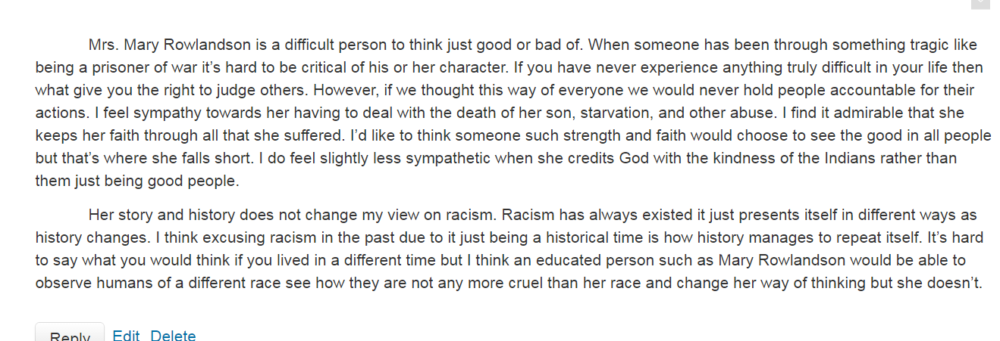 Mrs. Mary Rowlandson is a difficult person to think just good or bad of. When someone has been through something tragic like
being a prisoner of war it's hard to be critical of his or her character. If you have never experience anything truly difficult in your life then
what give you the right to judge others. However, if we thought this way of everyone we would never hold people accountable for their
actions. I feel sympathy towards her having to deal with the death of her son, starvation, and other abuse. I find it admirable that she
keeps her faith through all that she suffered. I'd like to think someone such strength and faith would choose to see the good in all people
but that's where she falls short. I do feel slightly less sympathetic when she credits God with the kindness of the Indians rather than
them just being good people.
Her story and history does not change my view on racism. Racism has always existed it just presents itself in different ways as
history changes. I think excusing racism in the past due to it just being a historical time is how history manages to repeat itself. It's hard
to say what you would think if you lived in a different time but I think an educated person such as Mary Rowlandson would be able to
observe humans of a different race see how they are not any more cruel than her race and change her way of thinking but she doesn't.
Reply Edit Delete